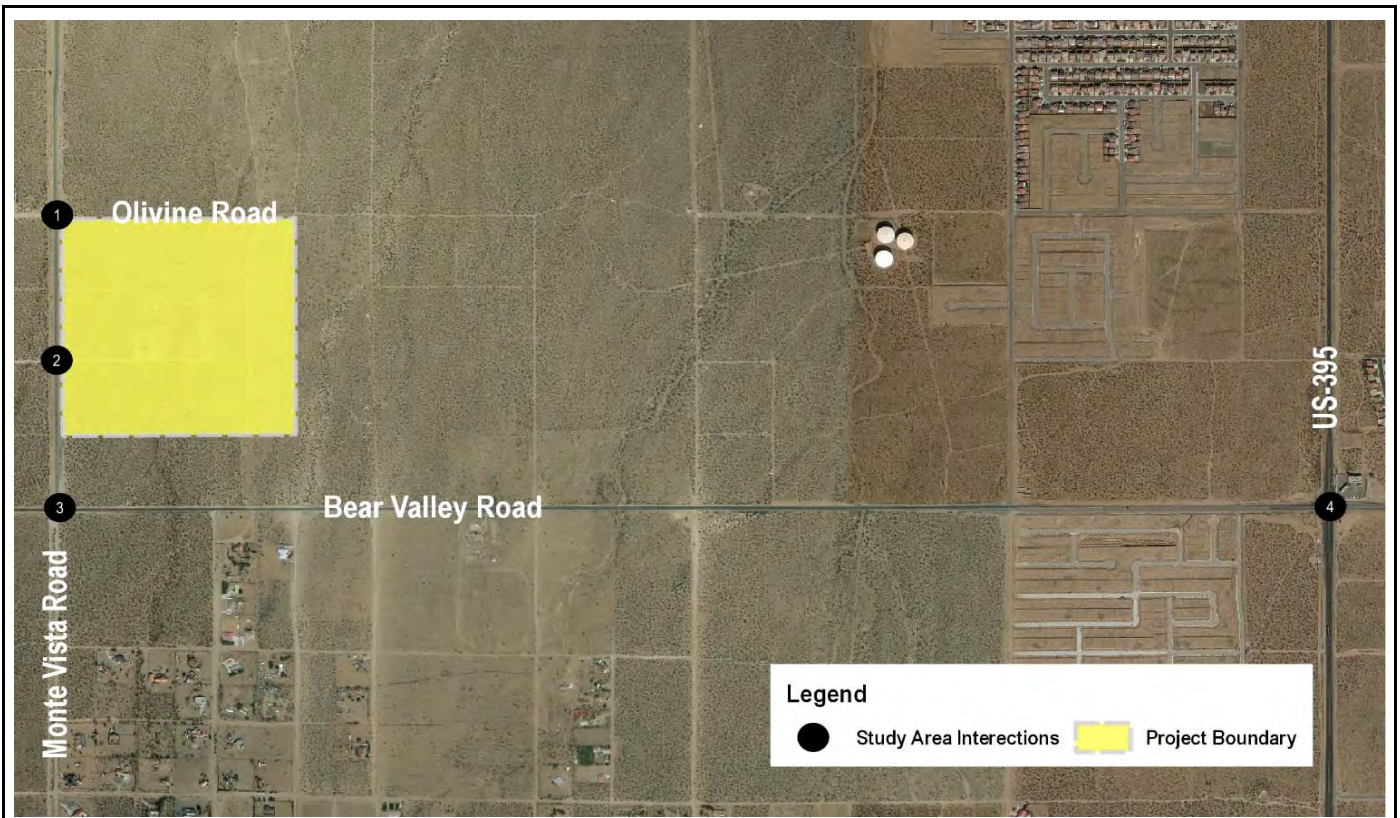 1
Olivine Road
2
US-395
3
Bear Valley Road
4
Monte Vista Road
Legend
Study Area Interections
Project Boundary